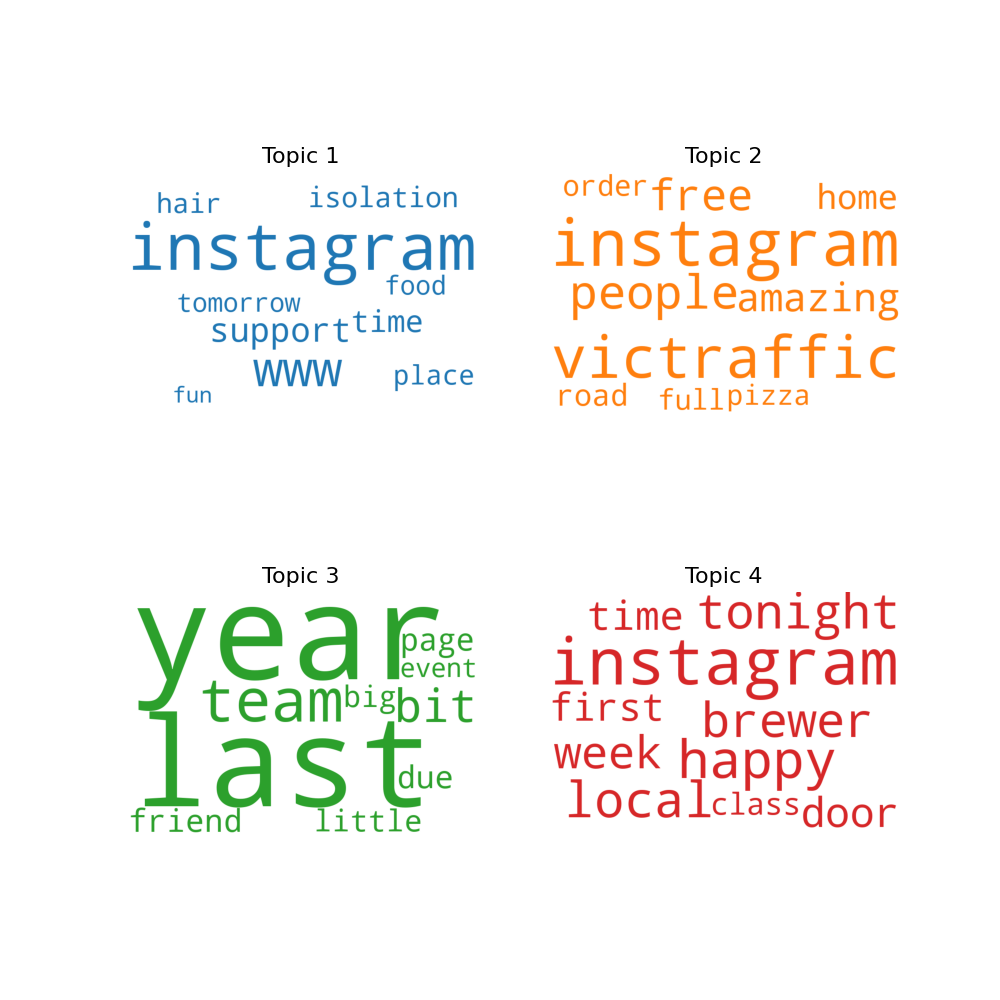 Topic 1
hair
isolation
instagram
food
tomorrow
support
time
www
place
fun
Topic 2
order
free
home
instagram
people
amazing
victraffic
road
full
pizza
Topic 3
year
page
event
team
big
bit
last
due
friend
little
Topic 4
time
tonight
instagram
first
brewer
week
happy
local
class
door